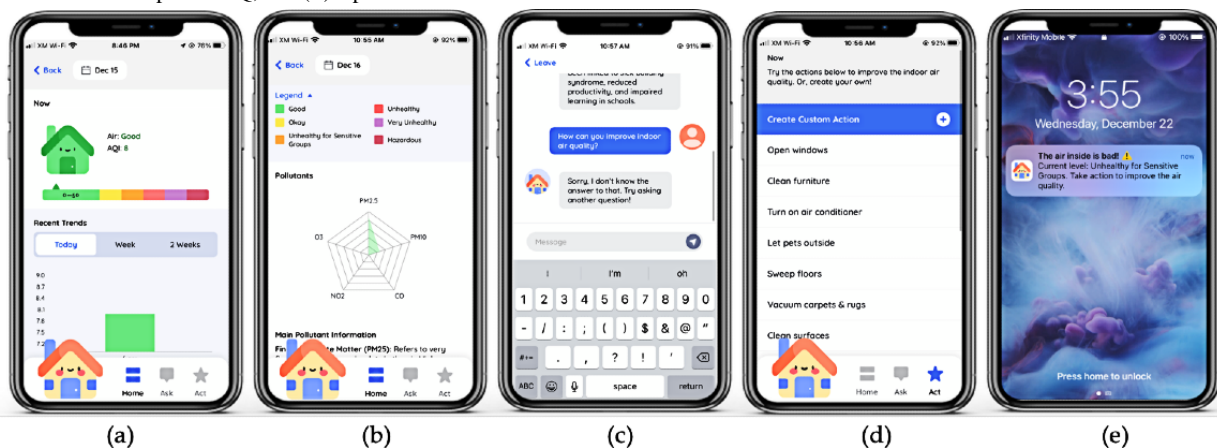 XM Wi-Fi 8:46 PM 78%
Back Dec 15
Now
Air: Good
AQI: 8
0-50
Recent Trends
Today Week 2 Weeks
9.0
8.7
8.4
8.1
7.8
7.5
7.2
Home Ask Act
(a)
XM Wi-Fi 10:55 AM 92%
Back Dec 16
Legend
Good Unhealthy
Okay Very Unhealthy
Unhealthy for Sensitive Hazardous
Groups
Pollutants
PM2.5
O3 PM10
NO2 CO
Main Pollutant Information
Matter (PM25): Refers to very
Home Ask Act
(b)
XM Wi-Fi 10:57 AM 91%
Leave
syndrome, reduced
productivity, and impaired
learning in schools.
How can you improve indoor
air quality?
Sorry, I don't know the
answer to that. Try asking
another question!
Message
I I'm oh
1 2 3 4 5 6 7 8 9 0
- / : ; ( ) $ & @ "
#+= . , ? ! '
ABC space return
(c)
XM Wi-Fi 10:56 AM 92%
Now
Try the actions below to improve the indoor air
quality. Or, create your own!
Create Custom Action
Open windows
Clean furniture
Turn on air conditioner
Let pets outside
Sweep floors
Vacuum carpets & rugs
Clean surfaces
Home Ask Act
(d)
Xfinity Mobile 100%
3:55
Wednesday, December 22
The air inside is bad! ⚠️ now
Current level: Unhealthy for Sensitive
Groups. Take action to improve the air
quality.
Press home to unlock
(e)